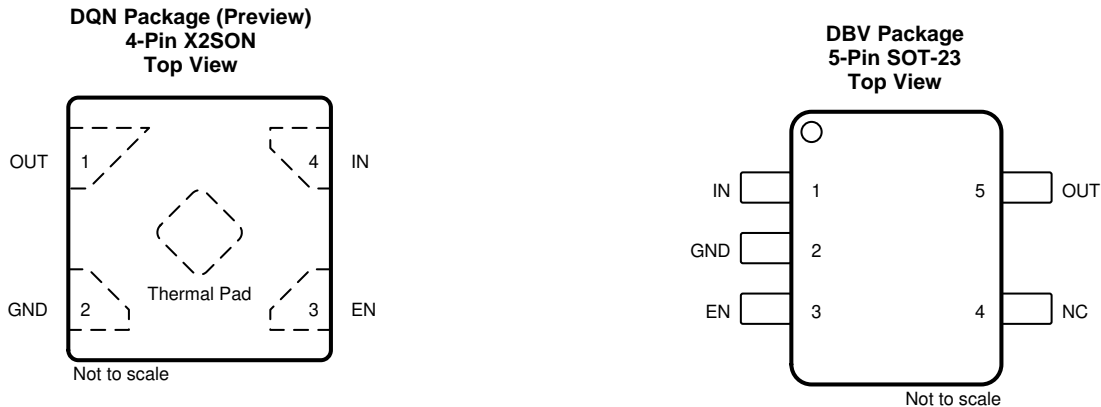 DQN Package (Preview)
4-Pin X2SON
Top View
OUT 1 4 IN
Thermal Pad
GND 2 3 EN
Not to scale
DBV Package
5-Pin SOT-23
Top View
IN 1 5 OUT
GND 2
EN 3 4 NC
Not to scale